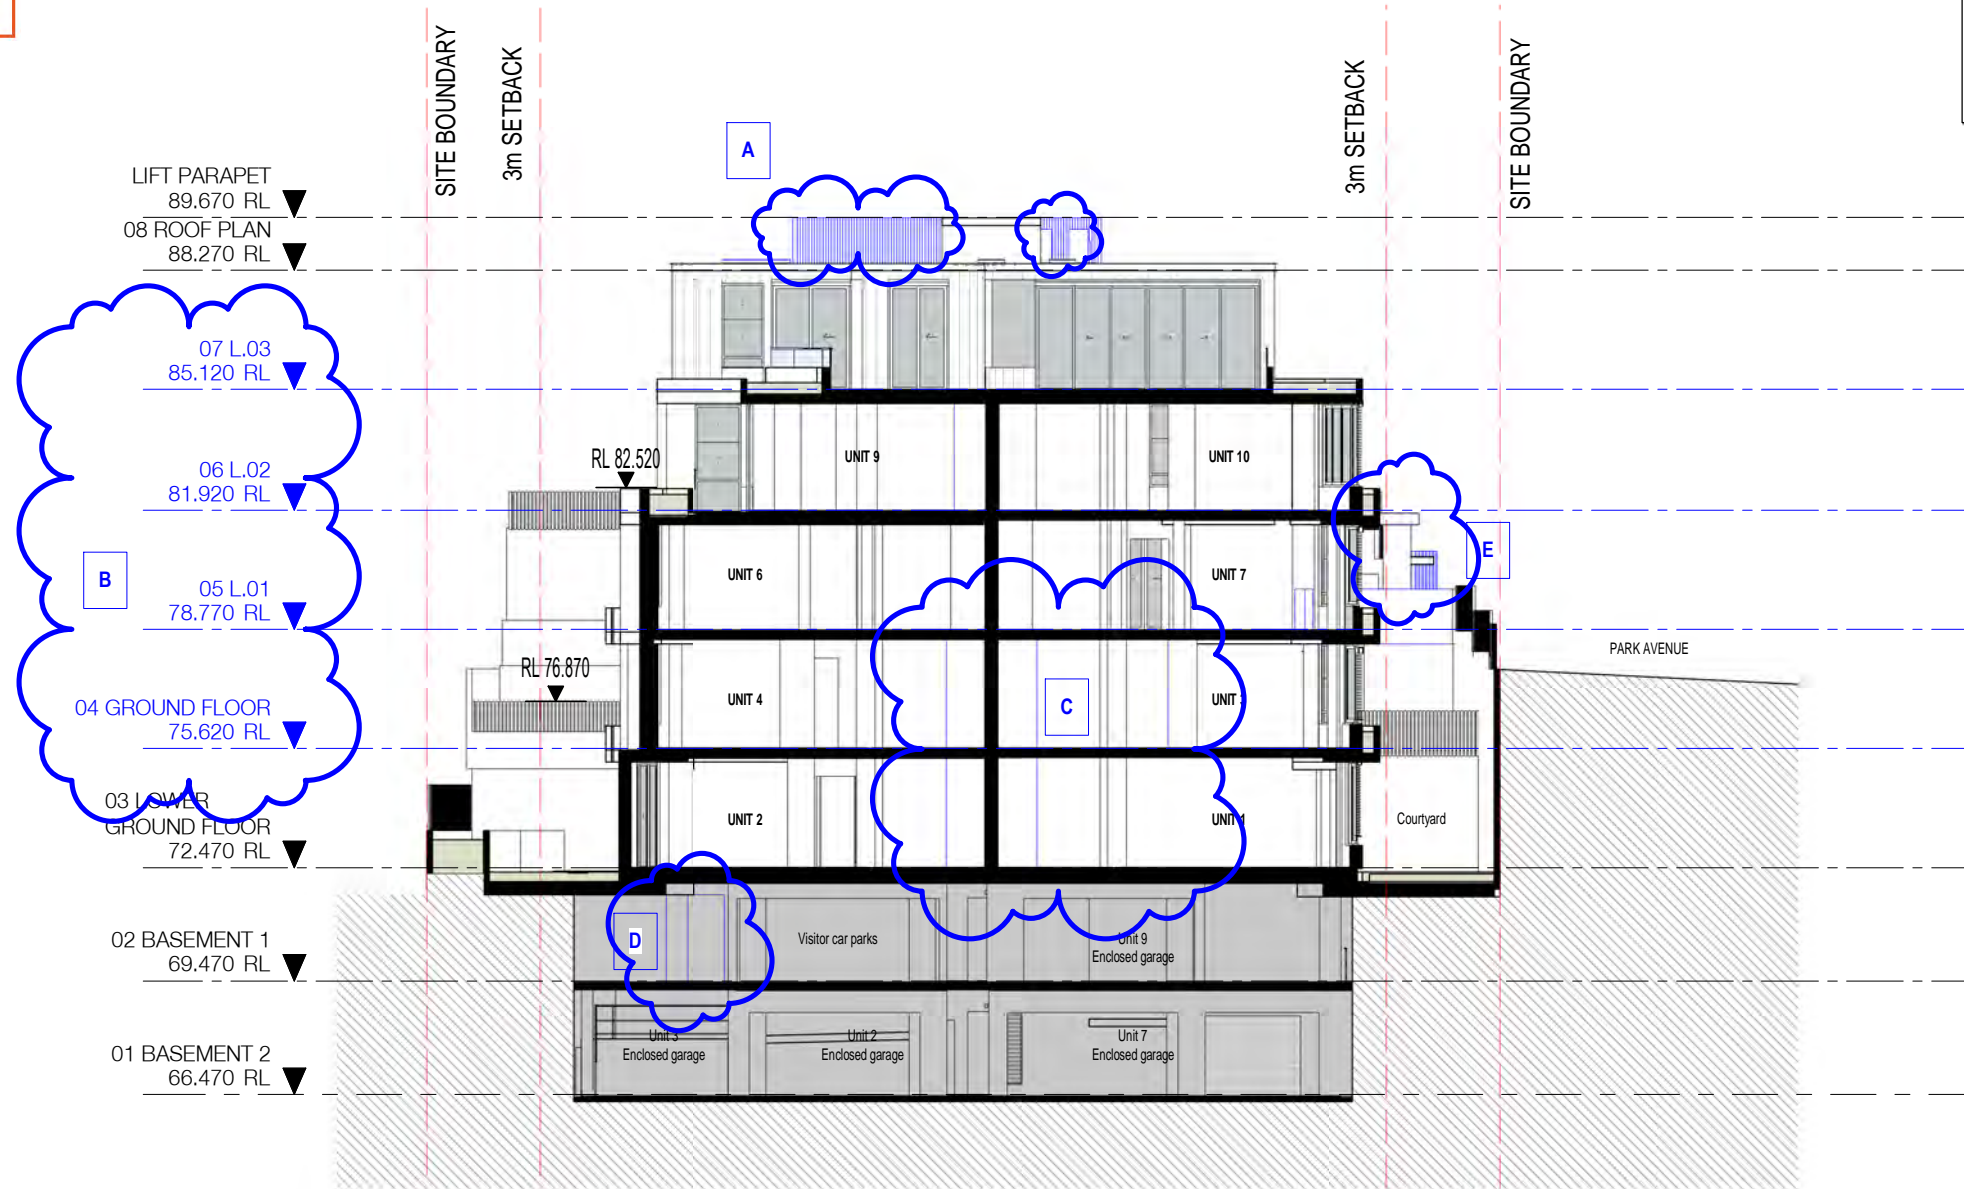 SITE BOUNDARY
3m SETBACK
3m SETBACK
SITE BOUNDARY
A
LIFT PARAPET
89.670 RL
08 ROOF PLAN
88.270 RL
07 L.03
85.120 RL
RL 82.520
UNIT 9
UNIT 10
06 L.02
81.920 RL
E
B
UNIT 6
UNIT 7
05 L.01
78.770 RL
PARK AVENUE
RL 76.870
UNIT 4
C
UNIT
04 GROUND FLOOR
75.620 RL
03 LOWER
GROUND FLOOR
72.470 RL
UNIT 2
UNIT 1
Courtyard
02 BASEMENT 1
69.470 RL
D
Visitor car parks
Unit 9
Enclosed garage
01 BASEMENT 2
66.470 RL
Unit 3
Enclosed garage
Unit 2
Enclosed garage
Unit 7
Enclosed garage